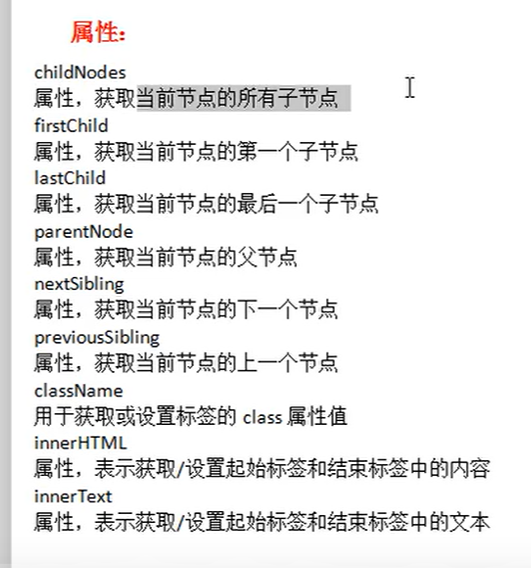 属性：
childNodes
属性，获取当前节点的所有子节点
firstChild
属性，获取当前节点的第一个子节点
lastChild
属性，获取当前节点的最后一个子节点
parentNode
属性，获取当前节点的父节点
nextSibling
属性，获取当前节点的下一个节点
previousSibling
属性，获取当前节点的上一个节点
className
用于获取或设置标签的 class 属性值
innerHTML
属性，表示获取/设置起始标签和结束标签中的内容
innerText
属性，表示获取/设置起始标签和结束标签中的文本